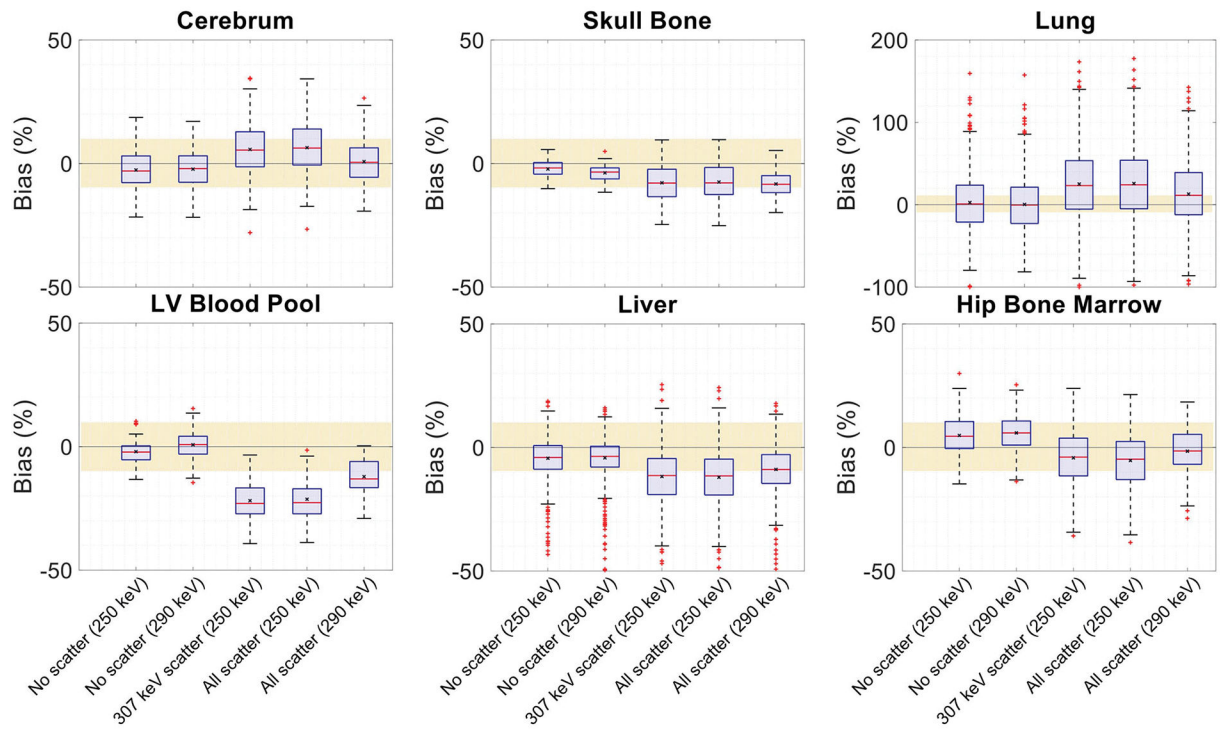 Cerebrum
Skull Bone
Lung
50
0
-50
Bias (%)
50
0
-50
Bias (%)
200
100
0
-100
Bias (%)
LV Blood Pool
Liver
Hip Bone Marrow
50
0
-50
Bias (%)
50
0
-50
Bias (%)
50
0
-50
Bias (%)
No scatter (250 keV)
No scatter (290 keV)
307 keV scatter (250 keV)
All scatter (250 keV)
All scatter (290 keV)
No scatter (250 keV)
No scatter (290 keV)
307 keV scatter (250 keV)
All scatter (250 keV)
All scatter (290 keV)
No scatter (250 keV)
No scatter (290 keV)
307 keV scatter (250 keV)
All scatter (250 keV)
All scatter (290 keV)